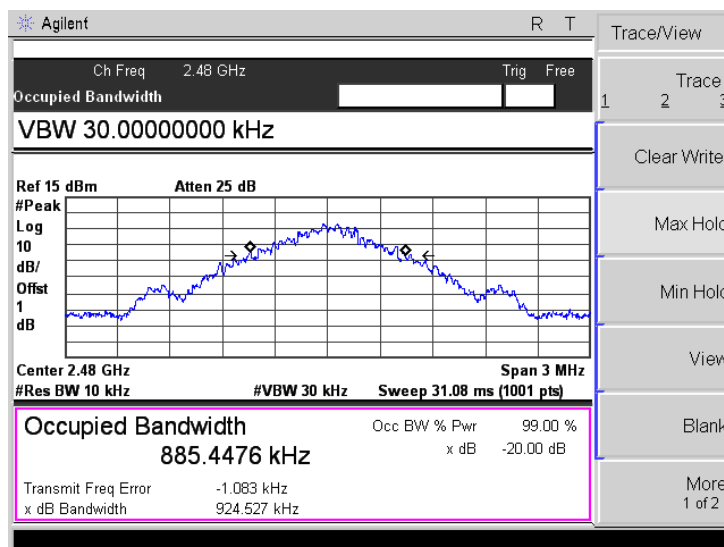 Agilent R T
Trace/View
Ch Freq 2.48 GHz Trig Free
Occupied Bandwidth
Trace
1 2 3
VBW 30.00000000 kHz
Clear Write
Ref 15 dBm Atten 25 dB
#Peak
Log
10
dB/
Offst
1
dB
Max Hold
Min Hold
Center 2.48 GHz Span 3 MHz
#Res BW 10 kHz #VBW 30 kHz Sweep 31.08 ms (1001 pts)
View
Occupied Bandwidth Occ BW % Pwr 99.00 %
885.4476 kHz x dB -20.00 dB
Blank
Transmit Freq Error -1.083 kHz
x dB Bandwidth 924.527 kHz
More
1 of 2